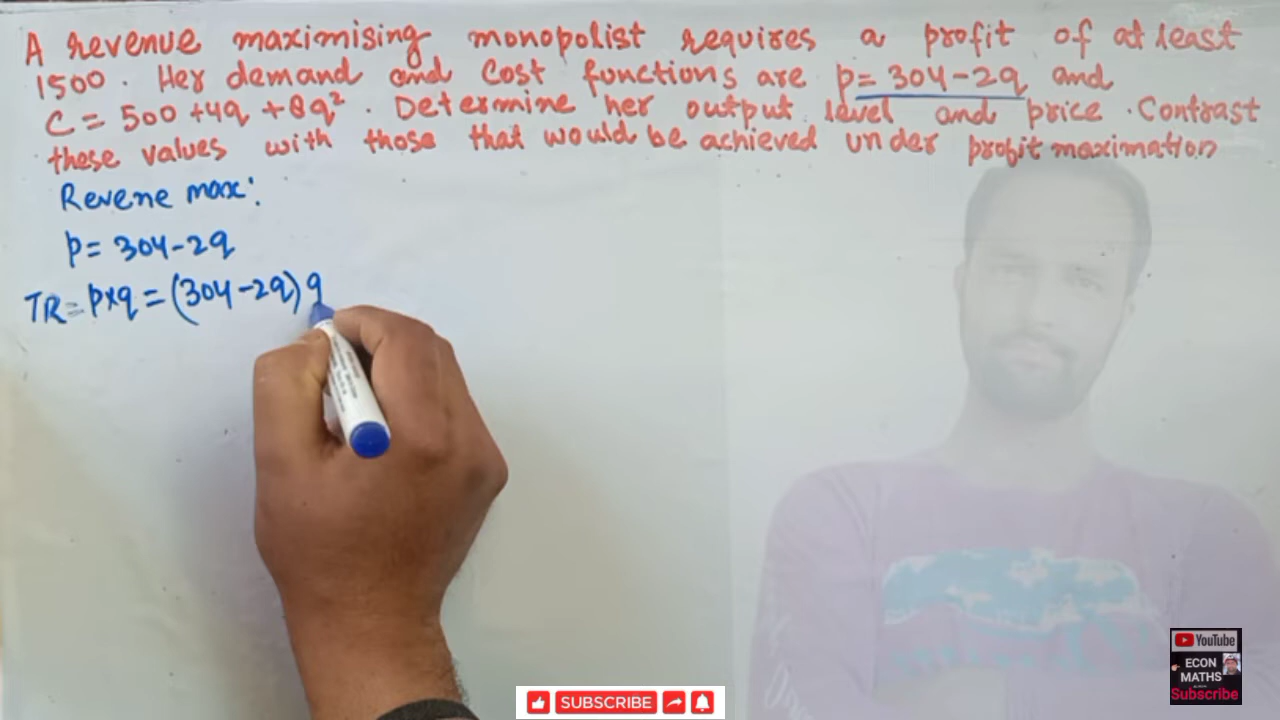 A revenue maximising monopolist requires a profit of at least
1500. Her demand and cost functions are p = 304 - 2q and
C = 500 + 4q + 8q². Determine her output level and price. Contrast
these values with those that would be achieved under profit maximation
Revene max:
p = 304 - 2q
TR = p×q = (304 - 2q) q
YouTube
ECON
MATHS
Subscribe
SUBSCRIBE